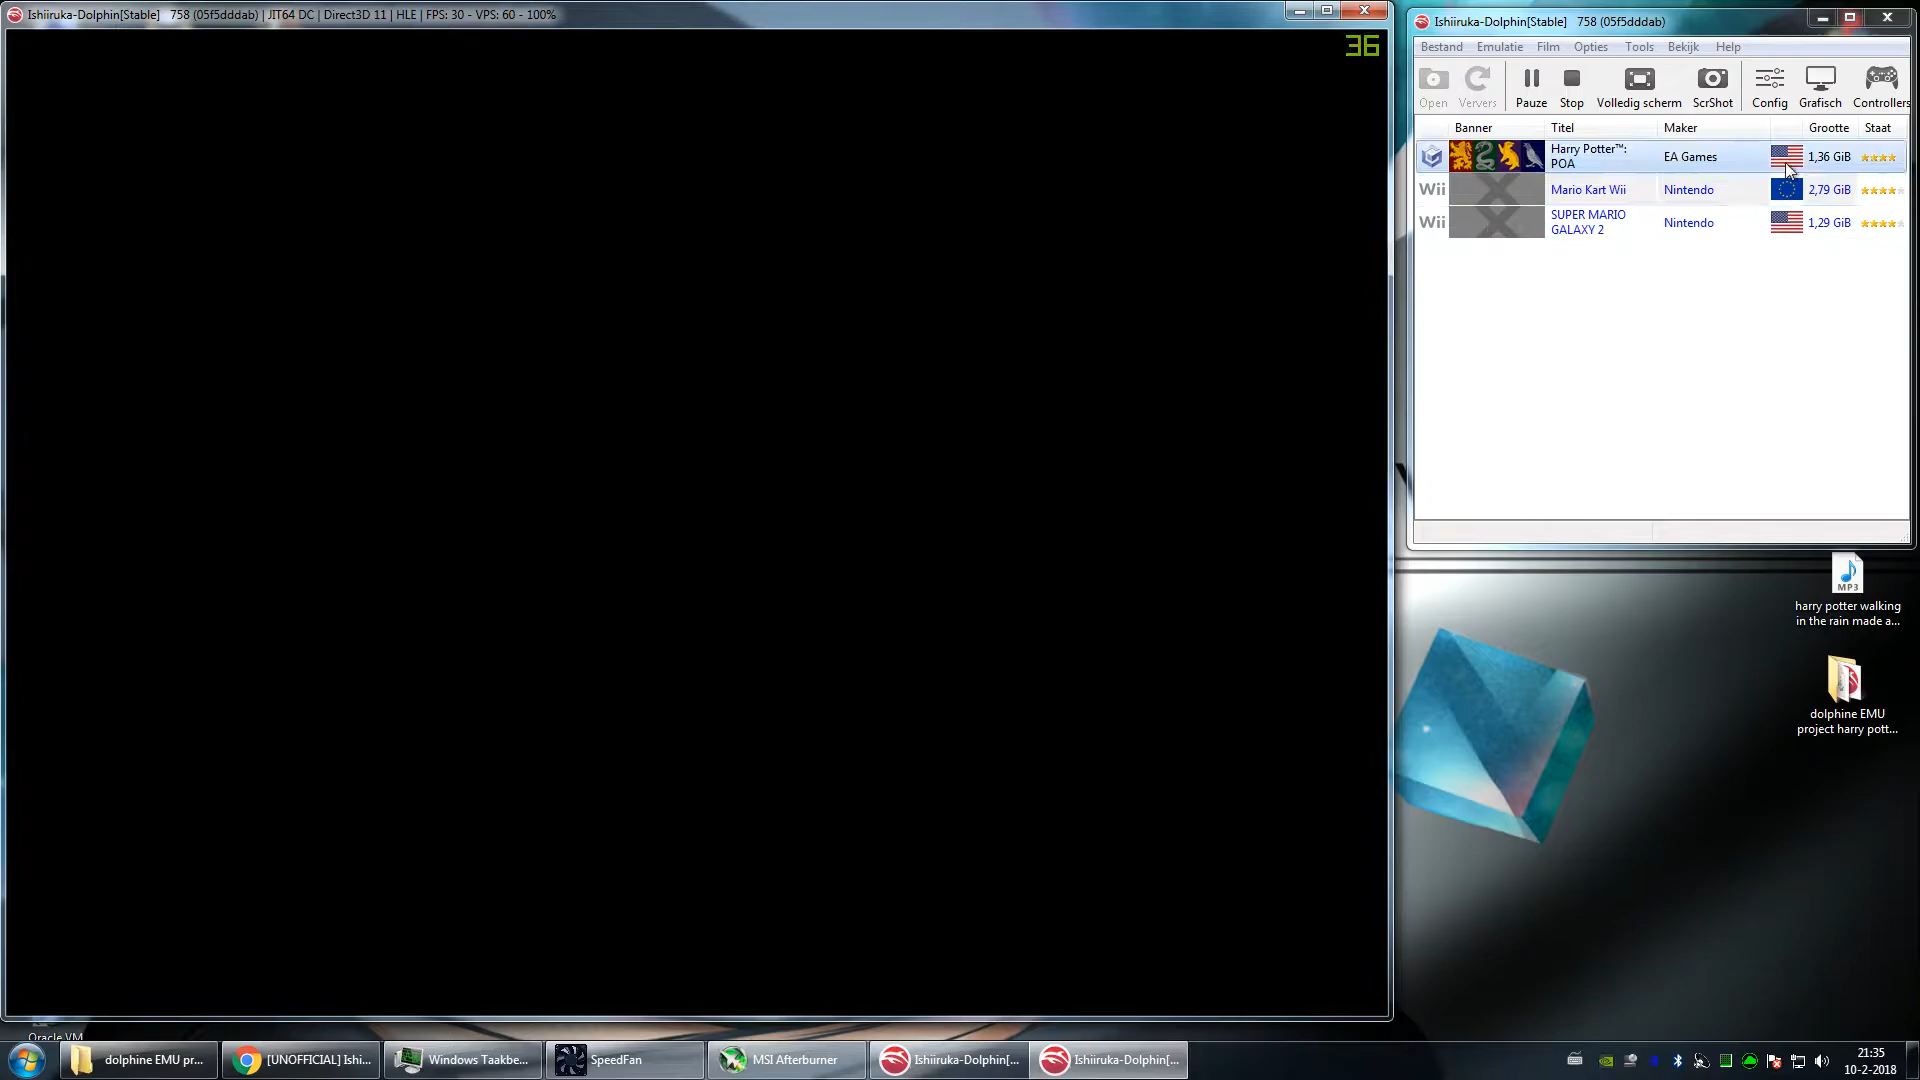 Ishiiruka-Dolphin[Stable]   758 (05f5dddab) | JIT64 DC | Direct3D 11 | HLE | FPS: 30 - VPS: 60 - 100%
36
Ishiiruka-Dolphin[Stable]   758 (05f5dddab)
Bestand Emulatie Film Opties Tools Bekijk Help
Open Ververs Pauze Stop Volledig scherm ScrShot Config Grafisch Controllers
Banner Titel Maker Grootte Staat
Harry Potter™:
POA
EA Games 1,36 GiB
Wii Mario Kart Wii Nintendo 2,79 GiB
Wii SUPER MARIO
GALAXY 2
Nintendo 1,29 GiB
MP3
harry potter walking
in the rain made a...
dolphine EMU
project harry pott...
Oracle VM
dolphine EMU pr...
[UNOFFICIAL] Ishi...
Windows Taakbe...
SpeedFan
MSI Afterburner
Ishiiruka-Dolphin[...
Ishiiruka-Dolphin[...
21:35
10-2-2018